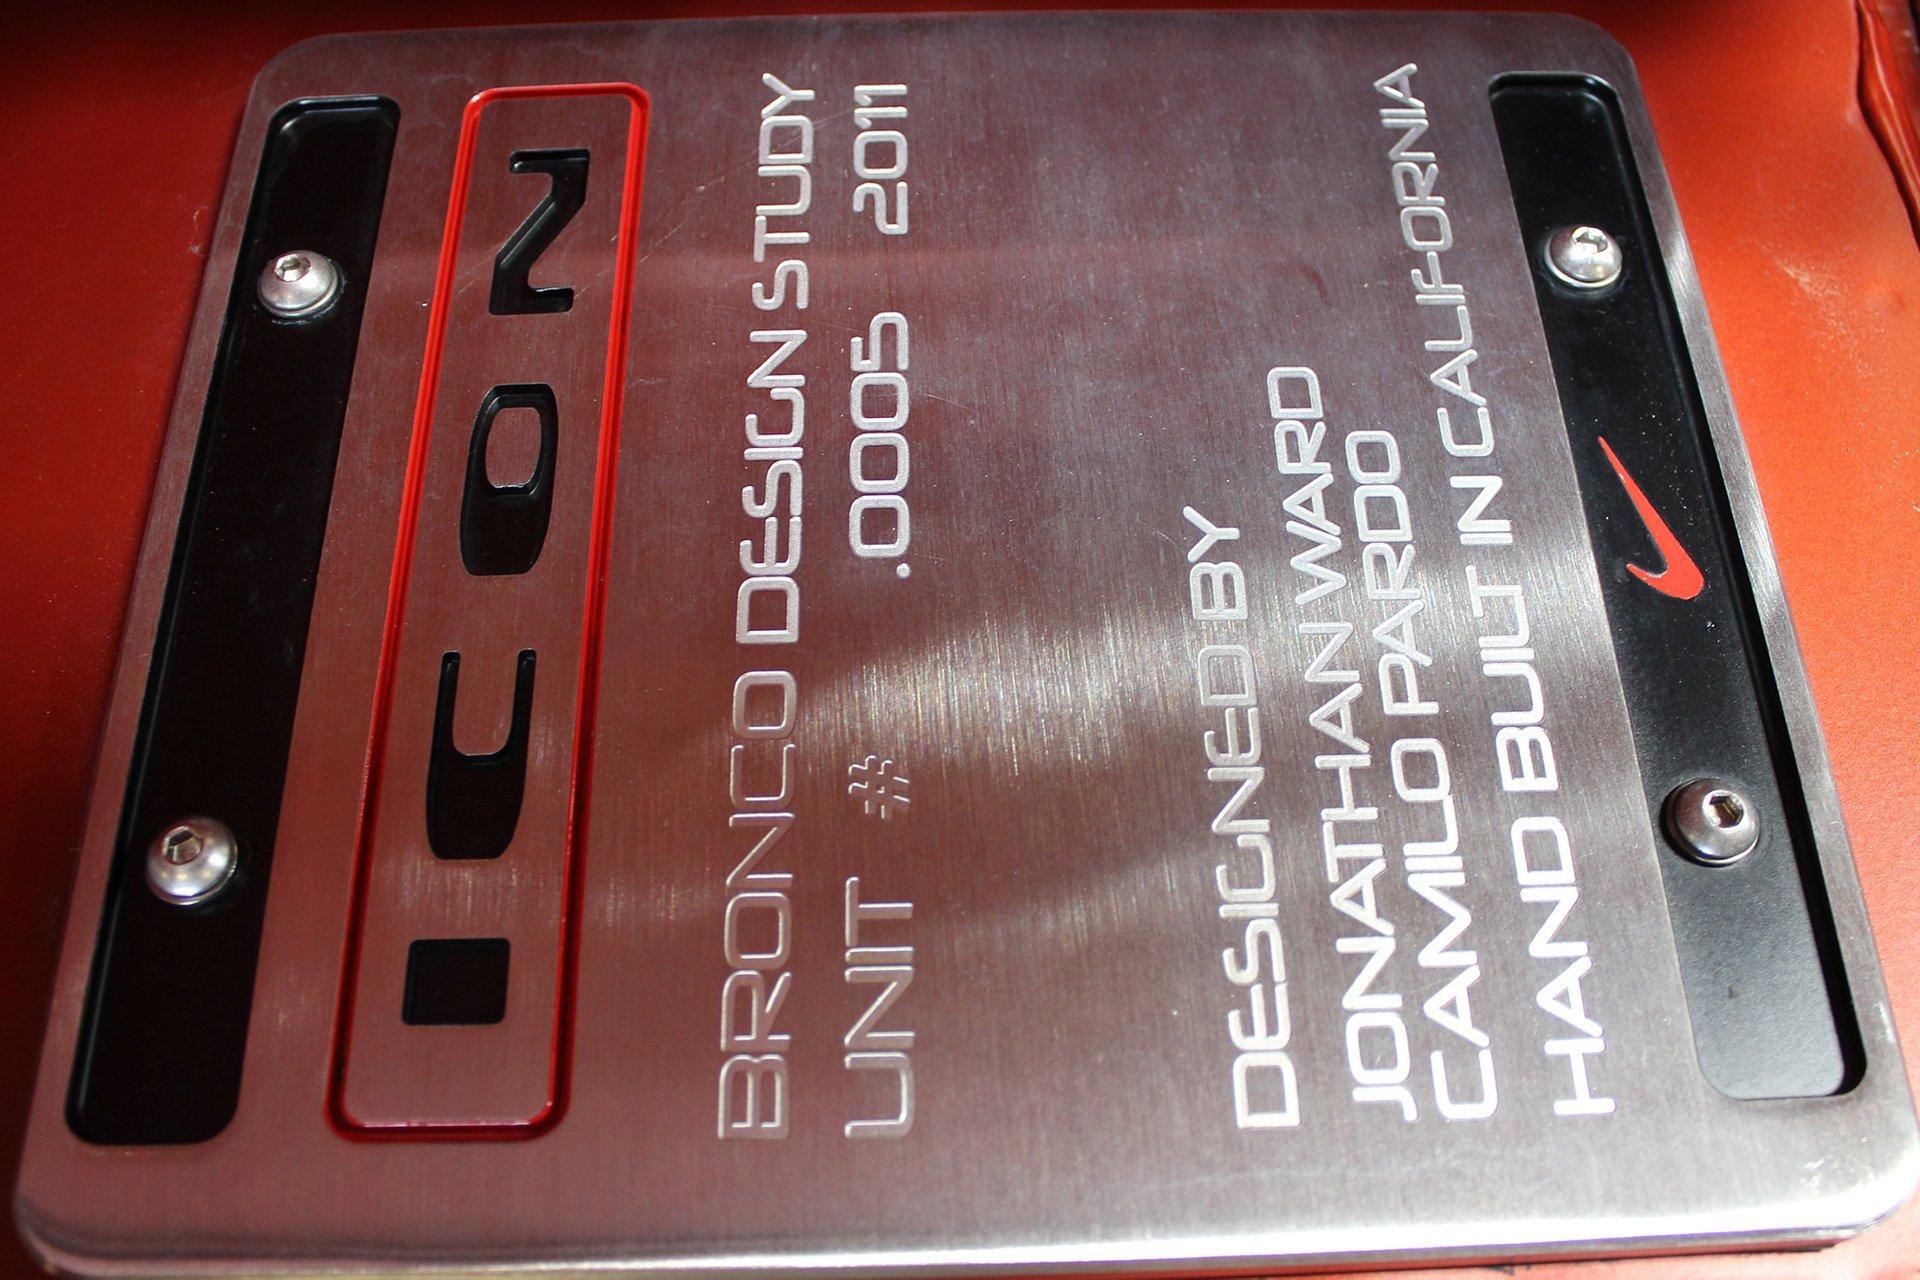 ICON
BRONCO DESIGN STUDY
UNIT # .0005 2011
DESIGNED BY
JONATHAN WARD
CAMILO PARDO
HAND BUILT IN CALIFORNIA